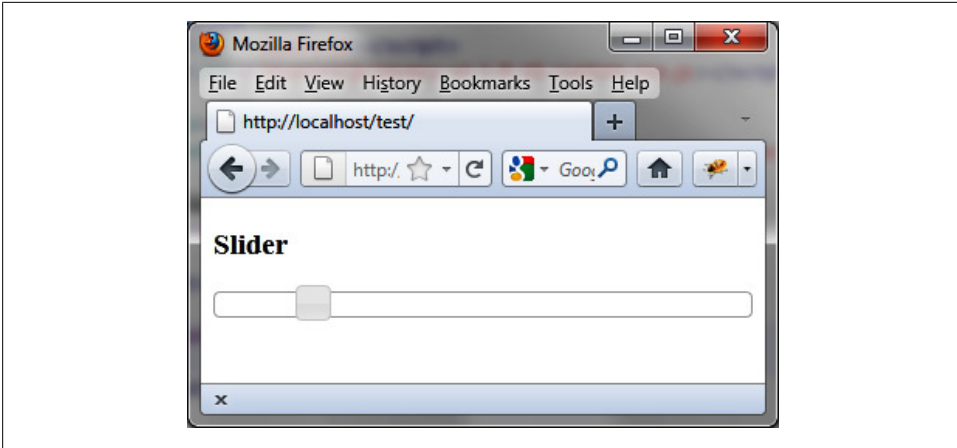 Mozilla Firefox
File Edit View History Bookmarks Tools Help
http://localhost/test/
http:/. Goo
Slider